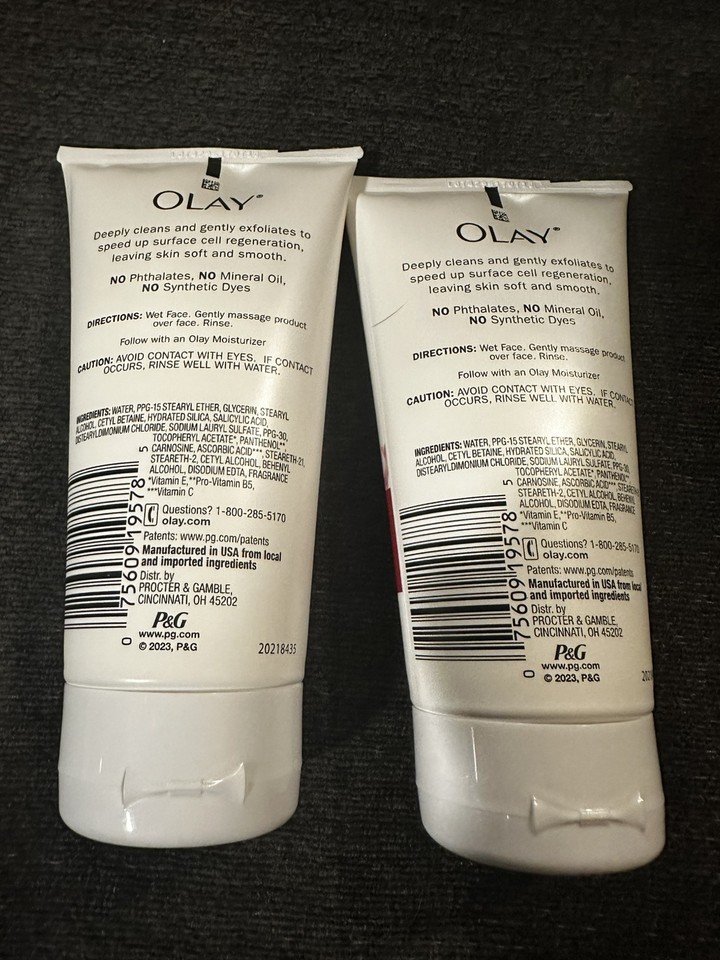 OLAY®
Deeply cleans and gently exfoliates to
speed up surface cell regeneration,
leaving skin soft and smooth.
NO Phthalates, NO Mineral Oil,
NO Synthetic Dyes
DIRECTIONS: Wet Face. Gently massage product
over face. Rinse.
Follow with an Olay Moisturizer
CAUTION: AVOID CONTACT WITH EYES. IF CONTACT
OCCURS, RINSE WELL WITH WATER.
INGREDIENTS: WATER, PPG-15 STEARYL ETHER, GLYCERIN, STEARYL
ALCOHOL, CETYL BETAINE, HYDRATED SILICA, SALICYLIC ACID,
DISTEARYLDIMONIUM CHLORIDE, SODIUM LAURYL SULFATE, PPG-30,
TOCOPHERYL ACETATE*, PANTHENOL**,
CARNOSINE, ASCORBIC ACID***, STEARETH-21,
STEARETH-2, CETYL ALCOHOL, BEHENYL
ALCOHOL, DISODIUM EDTA, FRAGRANCE
*Vitamin E,**Pro-Vitamin B5,
***Vitamin C
Questions? 1-800-285-5170
olay.com
Patents: www.pg.com/patents
Manufactured in USA from local
and imported ingredients
Distr. by
PROCTER & GAMBLE,
CINCINNATI, OH 45202
P&G
www.pg.com
© 2023, P&G
20218435
0 75609 19578 5
OLAY®
Deeply cleans and gently exfoliates to
speed up surface cell regeneration,
leaving skin soft and smooth.
NO Phthalates, NO Mineral Oil,
NO Synthetic Dyes
DIRECTIONS: Wet Face. Gently massage product
over face. Rinse.
Follow with an Olay Moisturizer
CAUTION: AVOID CONTACT WITH EYES. IF CONTACT
OCCURS, RINSE WELL WITH WATER.
INGREDIENTS: WATER, PPG-15 STEARYL ETHER, GLYCERIN, STEARYL
ALCOHOL, CETYL BETAINE, HYDRATED SILICA, SALICYLIC ACID,
DISTEARYLDIMONIUM CHLORIDE, SODIUM LAURYL SULFATE, PPG-30,
TOCOPHERYL ACETATE*, PANTHENOL**
CARNOSINE, ASCORBIC ACID***, STEARETH
STEARETH-2, CETYL ALCOHOL, BEHENYL
ALCOHOL, DISODIUM EDTA, FRAGRANCE
*Vitamin E,**Pro-Vitamin B5,
***Vitamin C
Questions? 1-800-285-5170
olay.com
Patents: www.pg.com/patents
Manufactured in USA from local
and imported ingredients
Distr. by
PROCTER & GAMBLE,
CINCINNATI, OH 45202
P&G
www.pg.com
© 2023, P&G
202
0 75609 19578 5